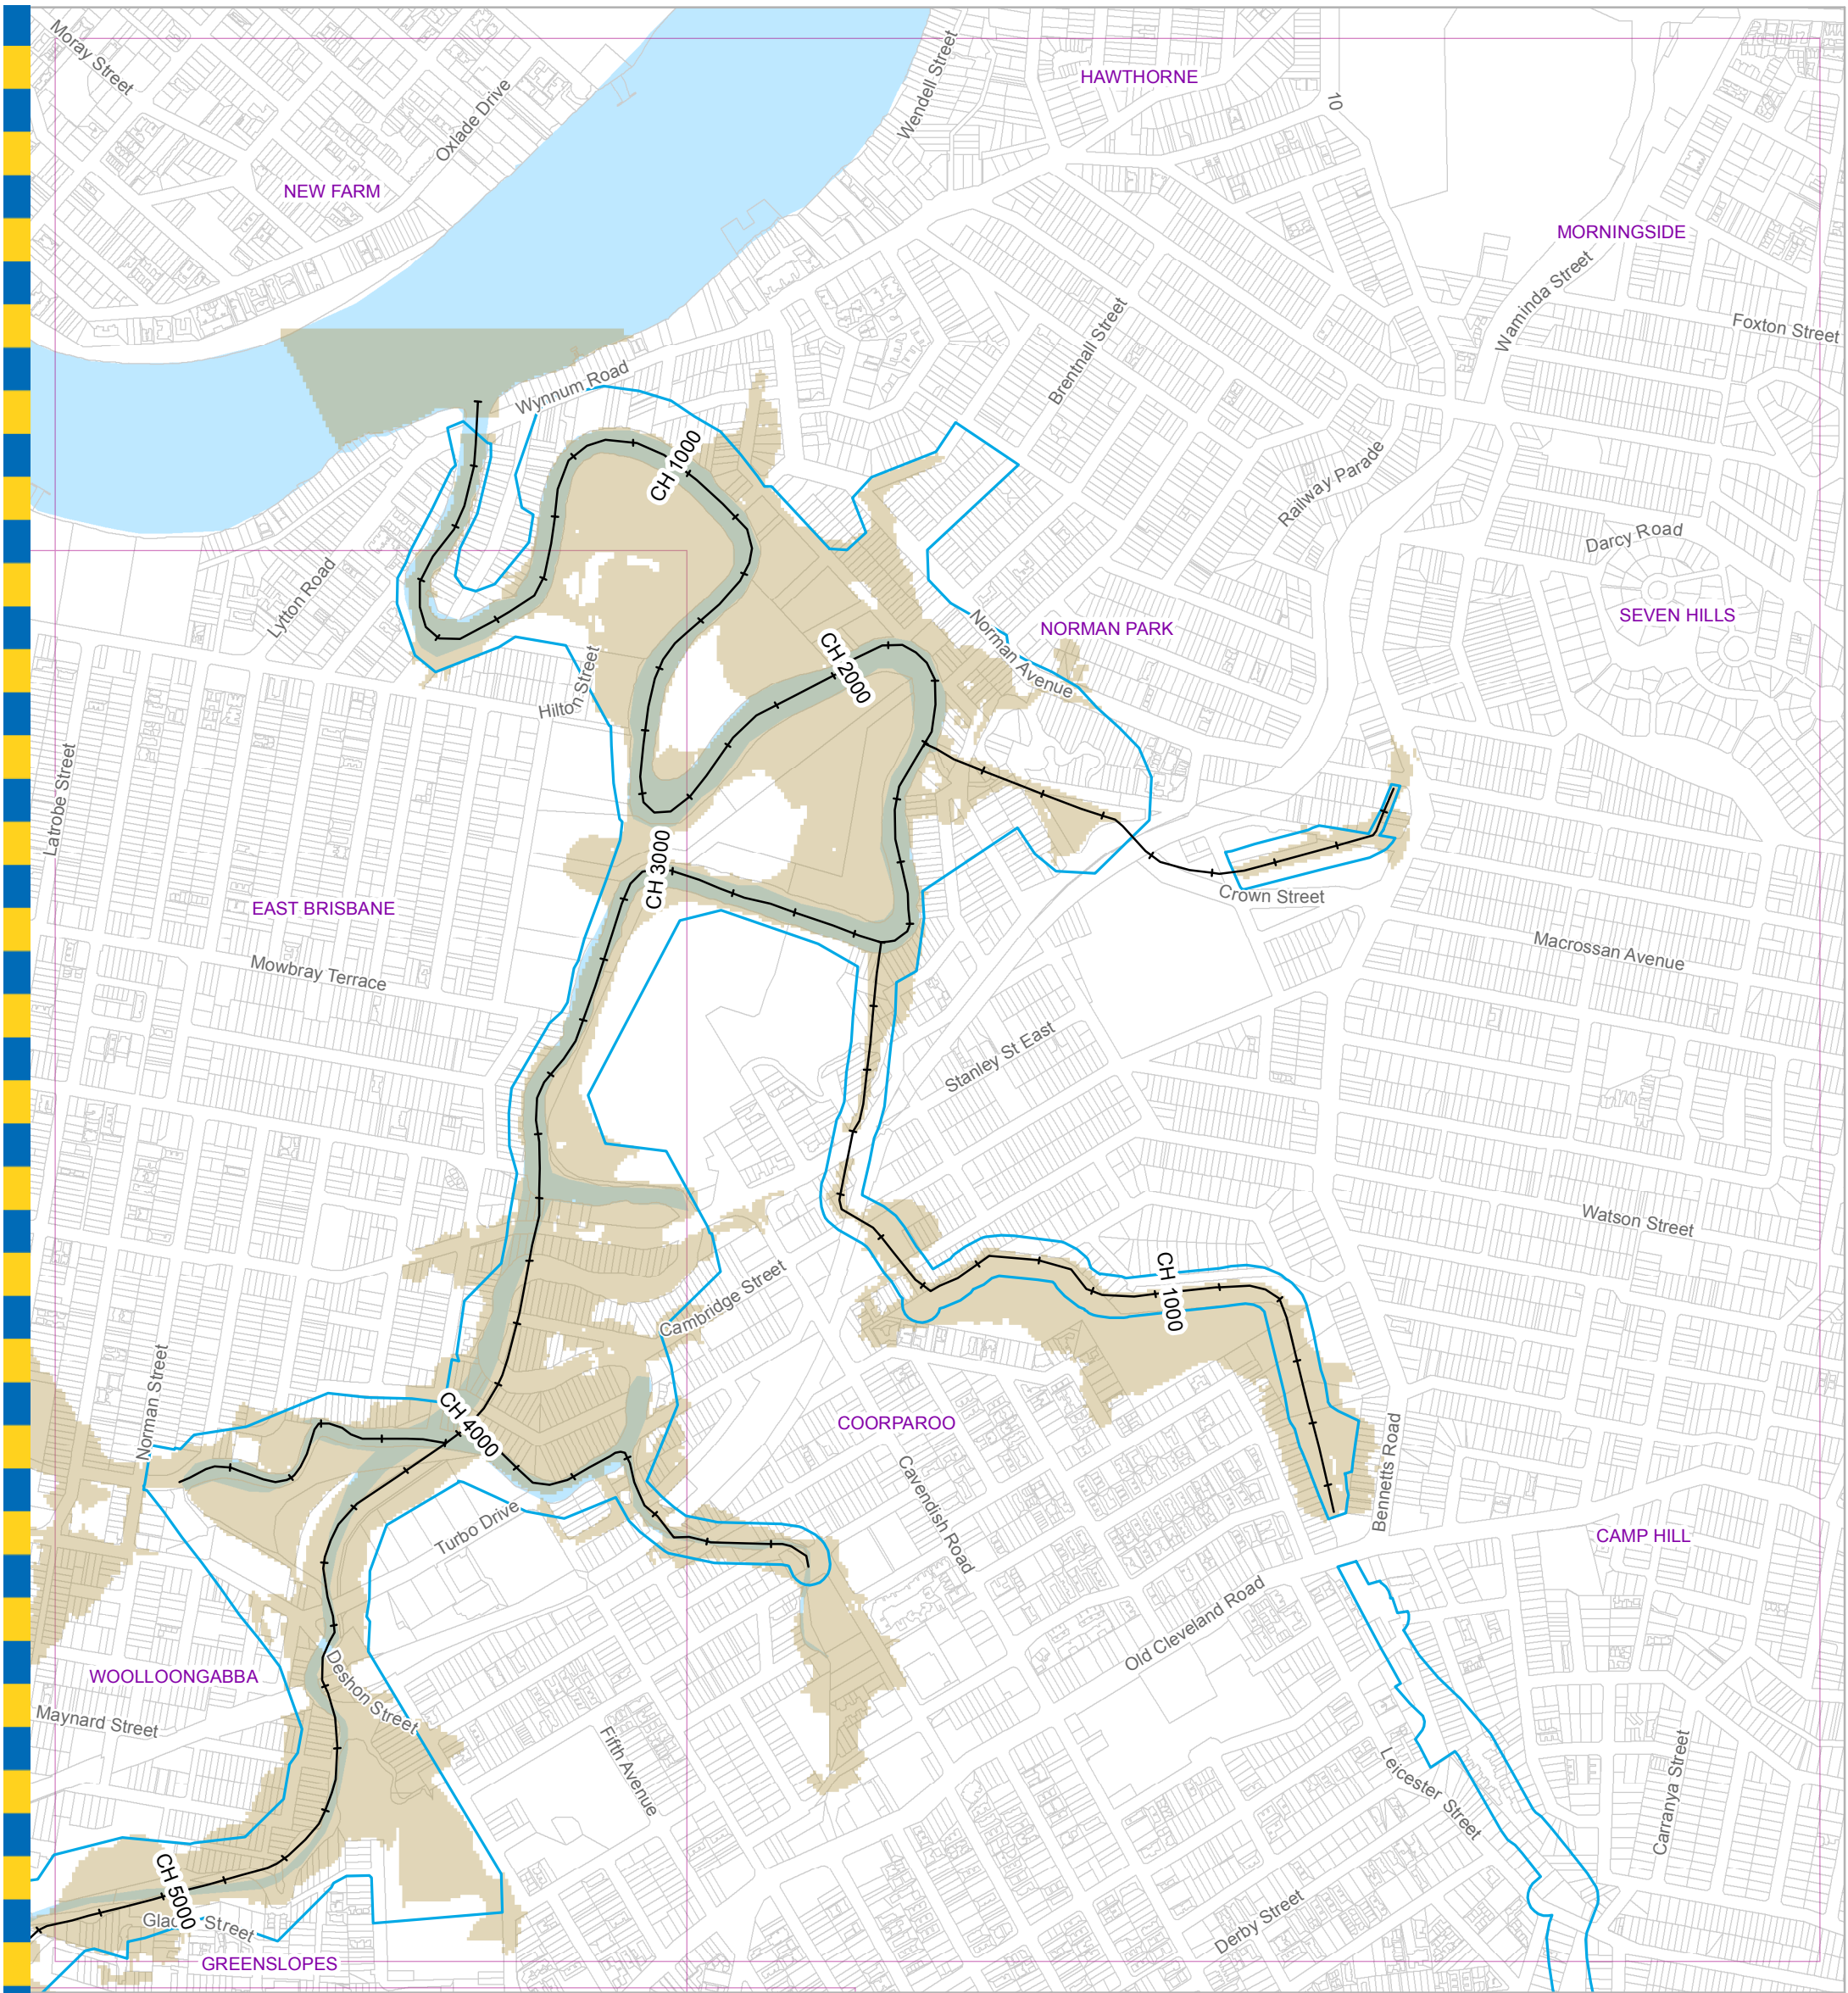 Moray Street
Oxlade Drive
Wendell Street
HAWTHORNE
10
NEW FARM
MORNINGSIDE
Waminda Street
Foxton Street
Brentnall Street
Wynnum Road
CH 1000
Railway Parade
Darcy Road
Lytton Road
SEVEN HILLS
NORMAN PARK
Norman Avenue
CH 2000
Hilton Street
Latrobe Street
CH 3000
Crown Street
EAST BRISBANE
Macrossan Avenue
Mowbray Terrace
Stanley St East
Watson Street
Cambridge Street
CH 1000
Norman Street
CH 4000
COORPAROO
Cavendish Road
Bennetts Road
Turbo Drive
CAMP HILL
Old Cleveland Road
WOOLLOONGABBA
Deshon Street
Maynard Street
Fifth Avenue
Leicester Street
Carranya Street
CH 5000
Street
Derby Street
GREENSLOPES